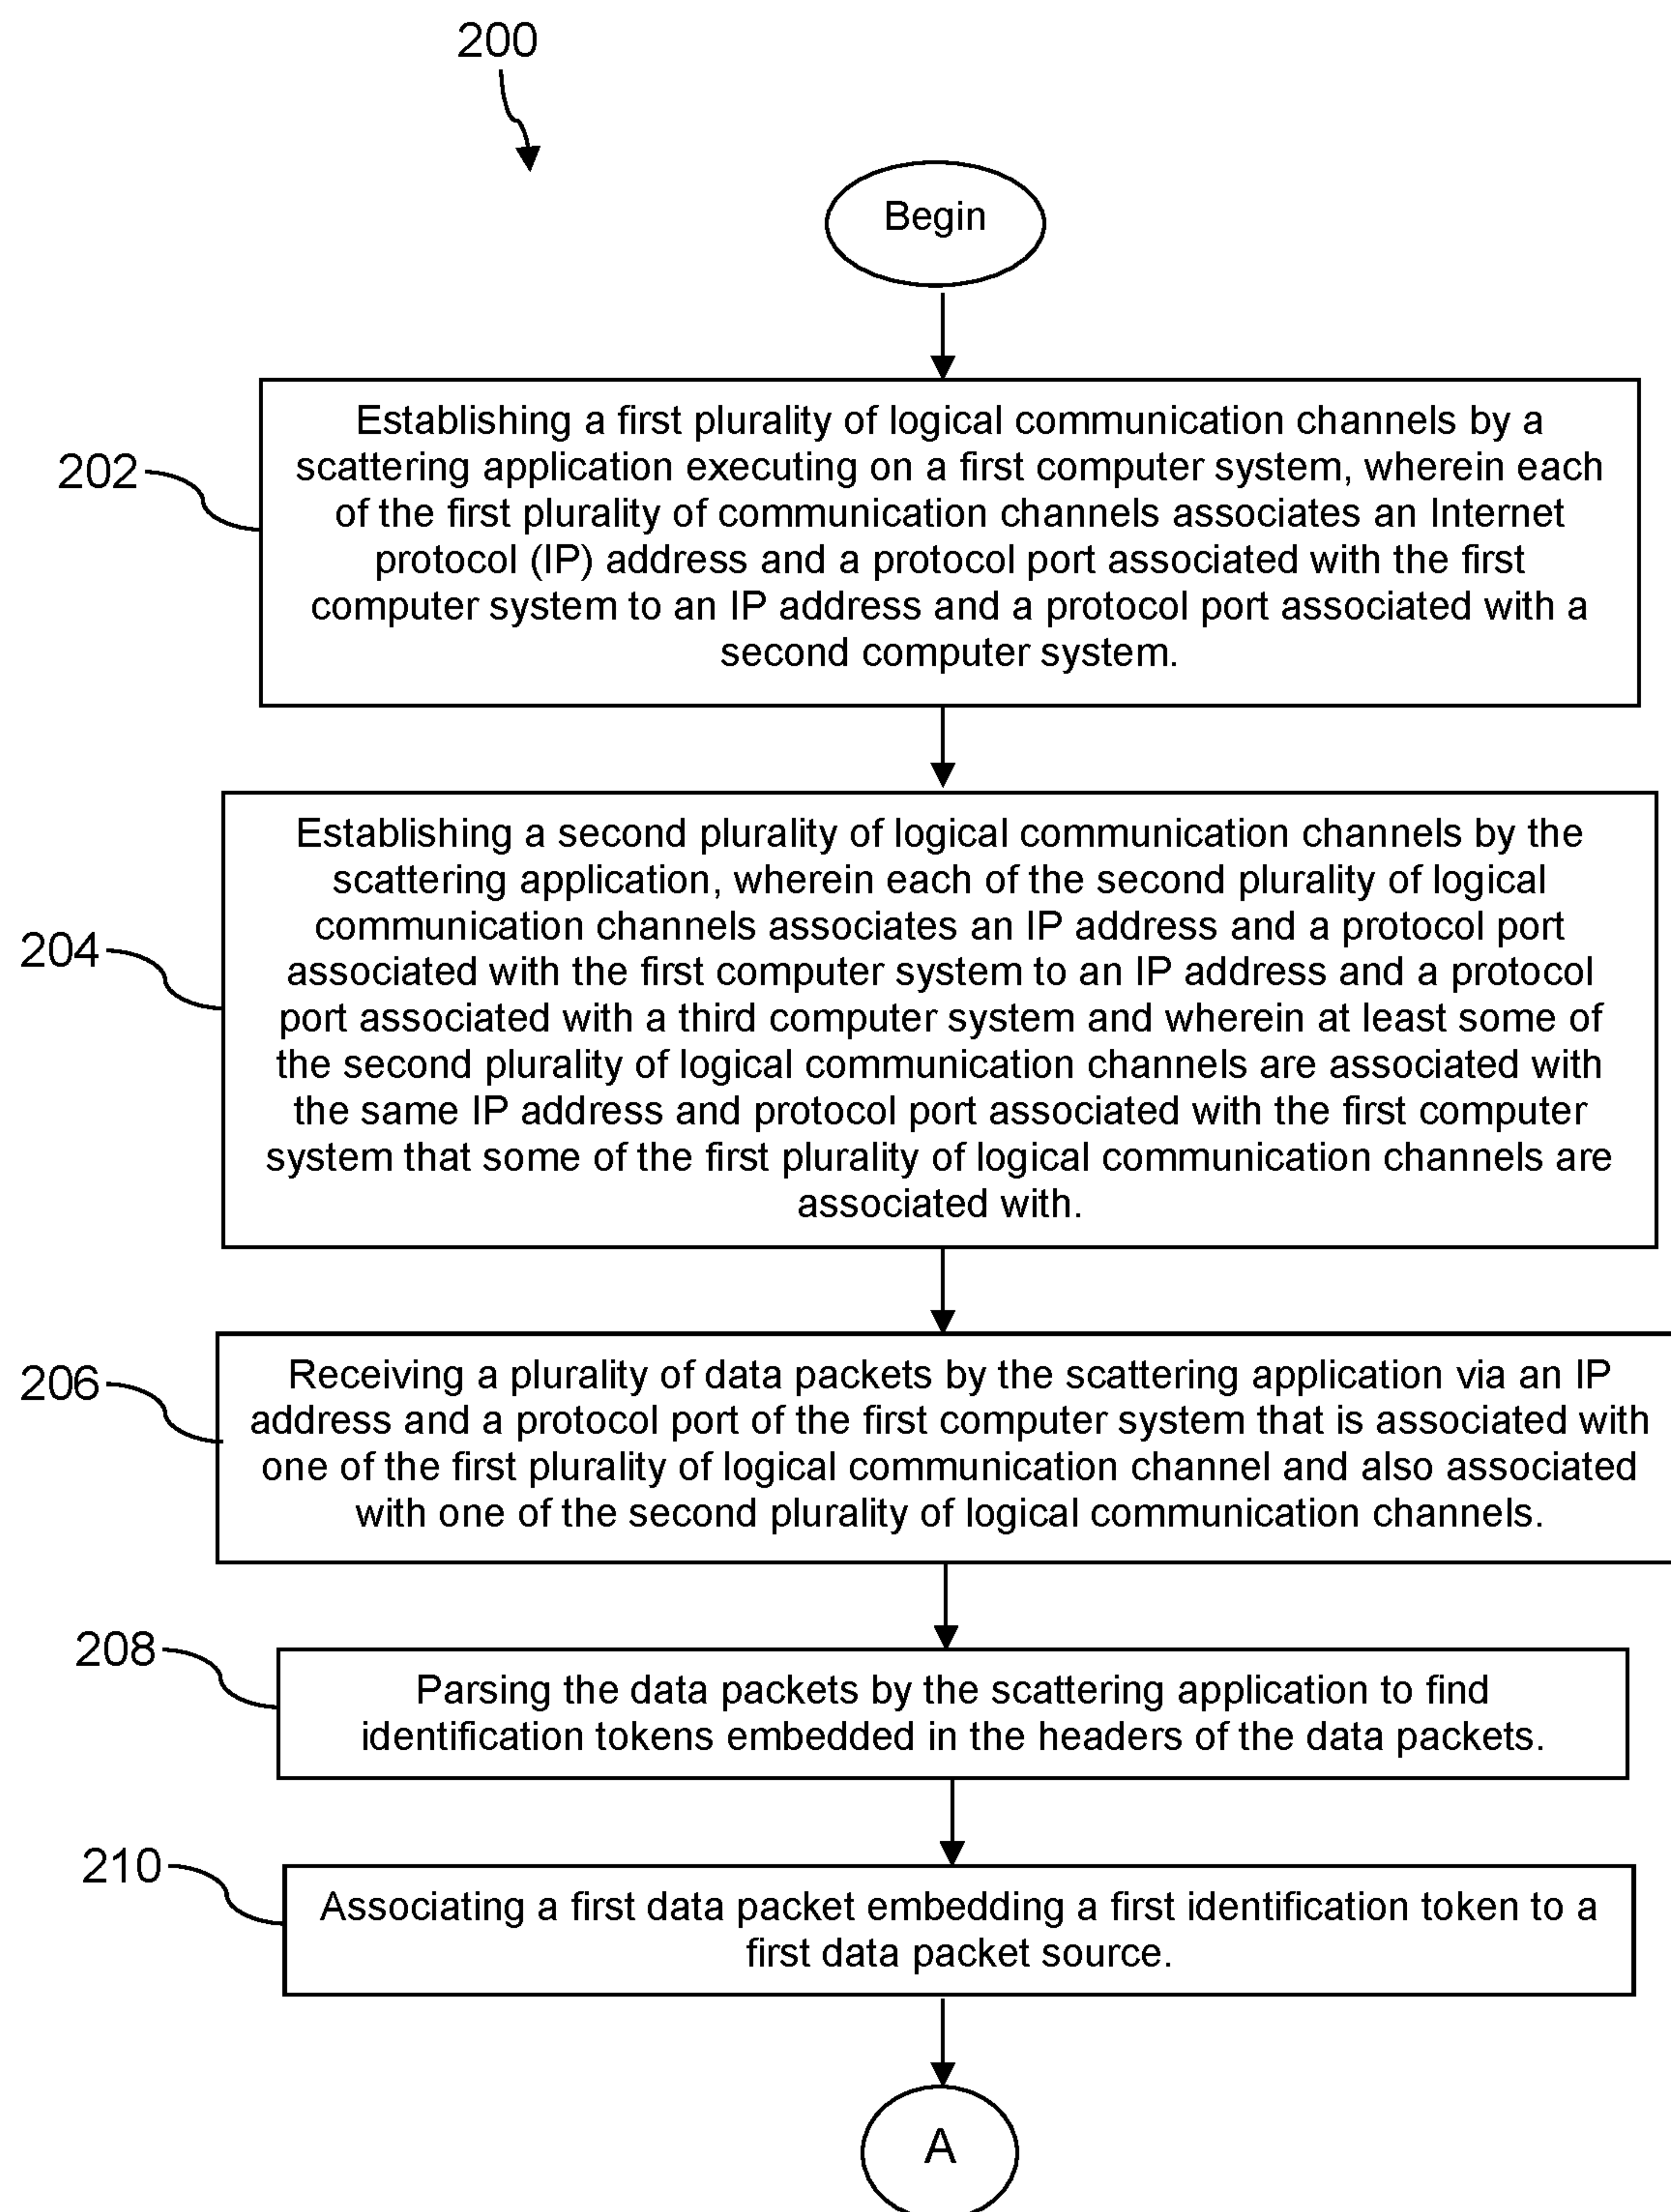 200
Begin
202
Establishing a first plurality of logical communication channels by a
scattering application executing on a first computer system, wherein each
of the first plurality of communication channels associates an Internet
protocol (IP) address and a protocol port associated with the first
computer system to an IP address and a protocol port associated with a
second computer system.
204
Establishing a second plurality of logical communication channels by the
scattering application, wherein each of the second plurality of logical
communication channels associates an IP address and a protocol port
associated with the first computer system to an IP address and a protocol
port associated with a third computer system and wherein at least some of
the second plurality of logical communication channels are associated with
the same IP address and protocol port associated with the first computer
system that some of the first plurality of logical communication channels are
associated with.
206
Receiving a plurality of data packets by the scattering application via an IP
address and a protocol port of the first computer system that is associated with
one of the first plurality of logical communication channel and also associated
with one of the second plurality of logical communication channels.
208
Parsing the data packets by the scattering application to find
identification tokens embedded in the headers of the data packets.
210
Associating a first data packet embedding a first identification token to a
first data packet source.
A